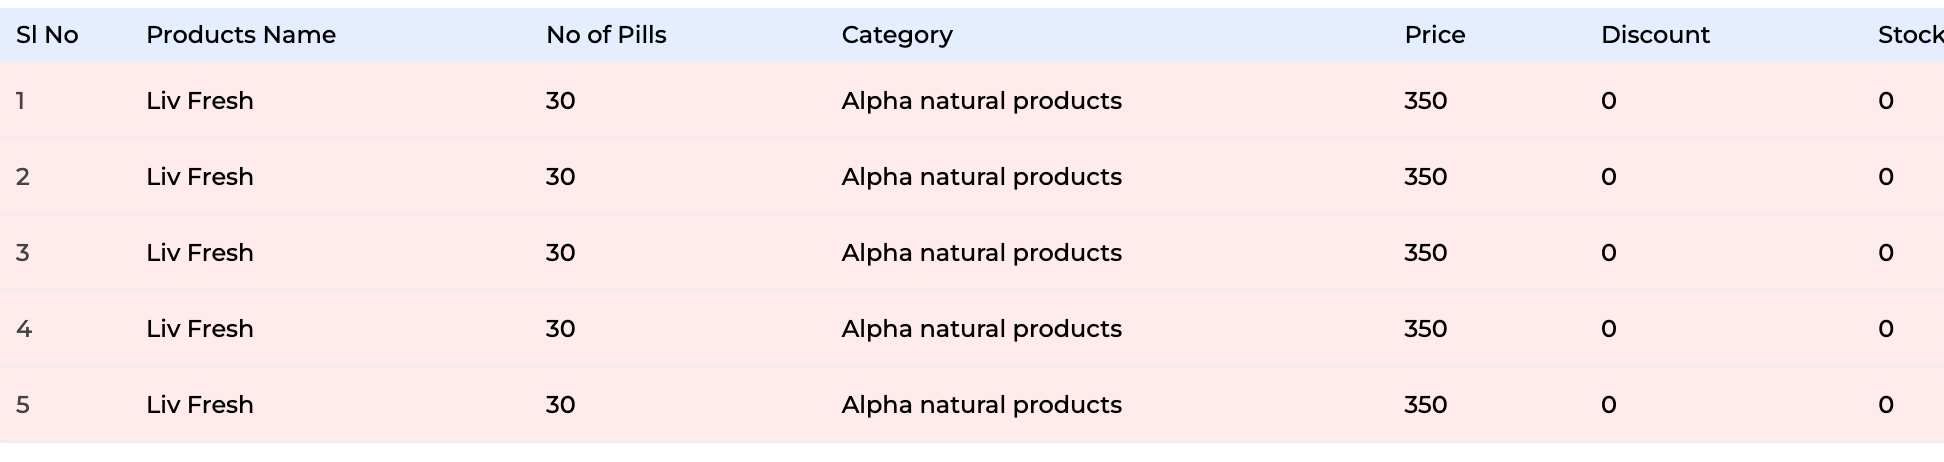 Sl No Products Name No of Pills Category Price Discount Stock
1 Liv Fresh 30 Alpha natural products 350 0 0
2 Liv Fresh 30 Alpha natural products 350 0 0
3 Liv Fresh 30 Alpha natural products 350 0 0
4 Liv Fresh 30 Alpha natural products 350 0 0
5 Liv Fresh 30 Alpha natural products 350 0 0